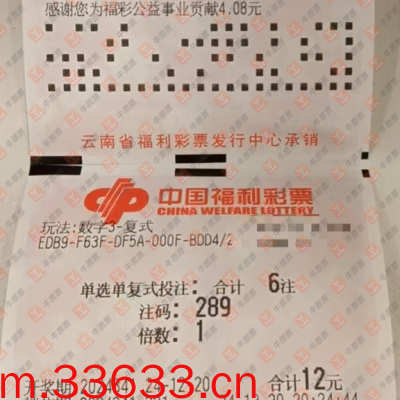 感谢您为福彩公益事业贡献4.08元
云南省福利彩票发行中心承销
中国福利彩票
CHINA WELFARE LOTTERY
玩法:数字3-复式
EDB9-F63F-DF5A-000F-BDD4/2
单选单复式投注: 合计 6注
注码: 289
倍数: 1
合计12元
m.33633.cn